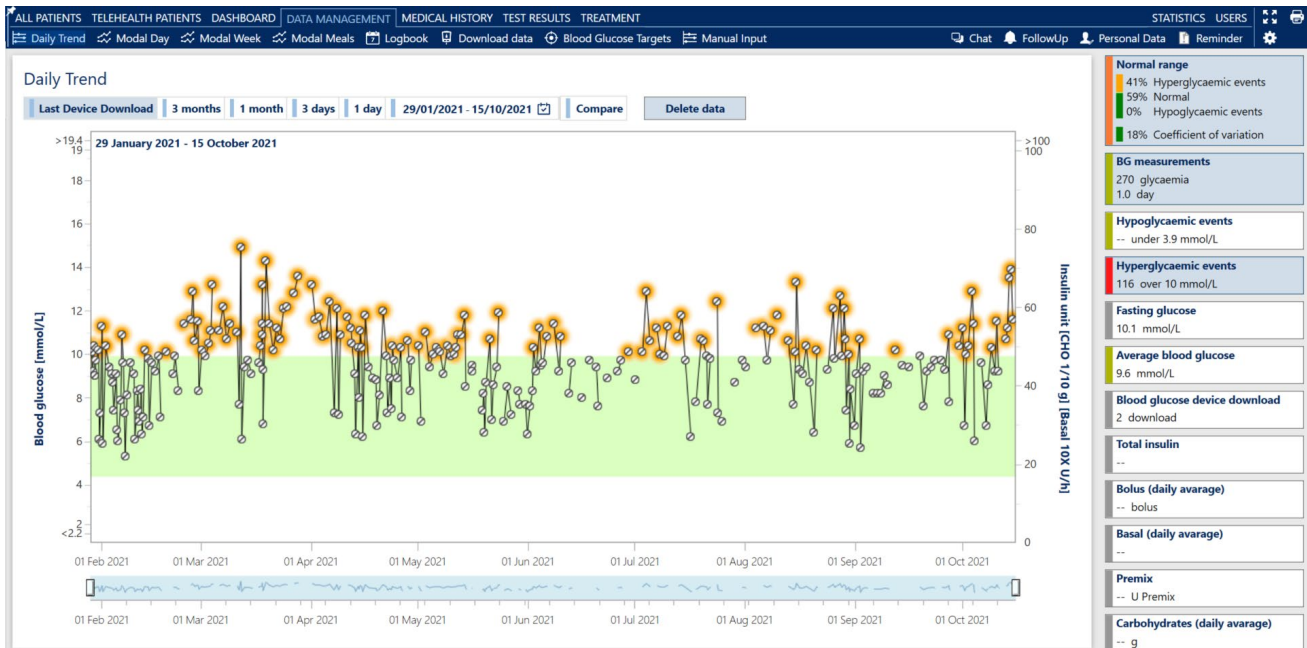 ALL PATIENTS TELEHEALTH PATIENTS DASHBOARD DATA MANAGEMENT MEDICAL HISTORY TEST RESULTS TREATMENT STATISTICS USERS
Daily Trend Modal Day Modal Week Modal Meals 7 Logbook Download data Blood Glucose Targets Manual Input Chat FollowUp Personal Data Reminder
Daily Trend
Last Device Download 3 months 1 month 3 days 1 day 29/01/2021 - 15/10/2021 Compare Delete data
29 January 2021 - 15 October 2021
Blood glucose [mmol/L]
>19.4
19
18
16
14
12
10
8
6
4
2
<2.2
>100
100
80
60
40
20
0
Insulin unit [CHO 1/10 g] [Basal 10X U/h]
01 Feb 2021 01 Mar 2021 01 Apr 2021 01 May 2021 01 Jun 2021 01 Jul 2021 01 Aug 2021 01 Sep 2021 01 Oct 2021
01 Feb 2021 01 Mar 2021 01 Apr 2021 01 May 2021 01 Jun 2021 01 Jul 2021 01 Aug 2021 01 Sep 2021 01 Oct 2021
Normal range
41% Hyperglycaemic events
59% Normal
0% Hypoglycaemic events
18% Coefficient of variation
BG measurements
270 glycaemia
1.0 day
Hypoglycaemic events
-- under 3.9 mmol/L
Hyperglycaemic events
116 over 10 mmol/L
Fasting glucose
10.1 mmol/L
Average blood glucose
9.6 mmol/L
Blood glucose device download
2 download
Total insulin
--
Bolus (daily avarage)
-- bolus
Basal (daily avarage)
--
Premix
-- U Premix
Carbohydrates (daily avarage)
-- g